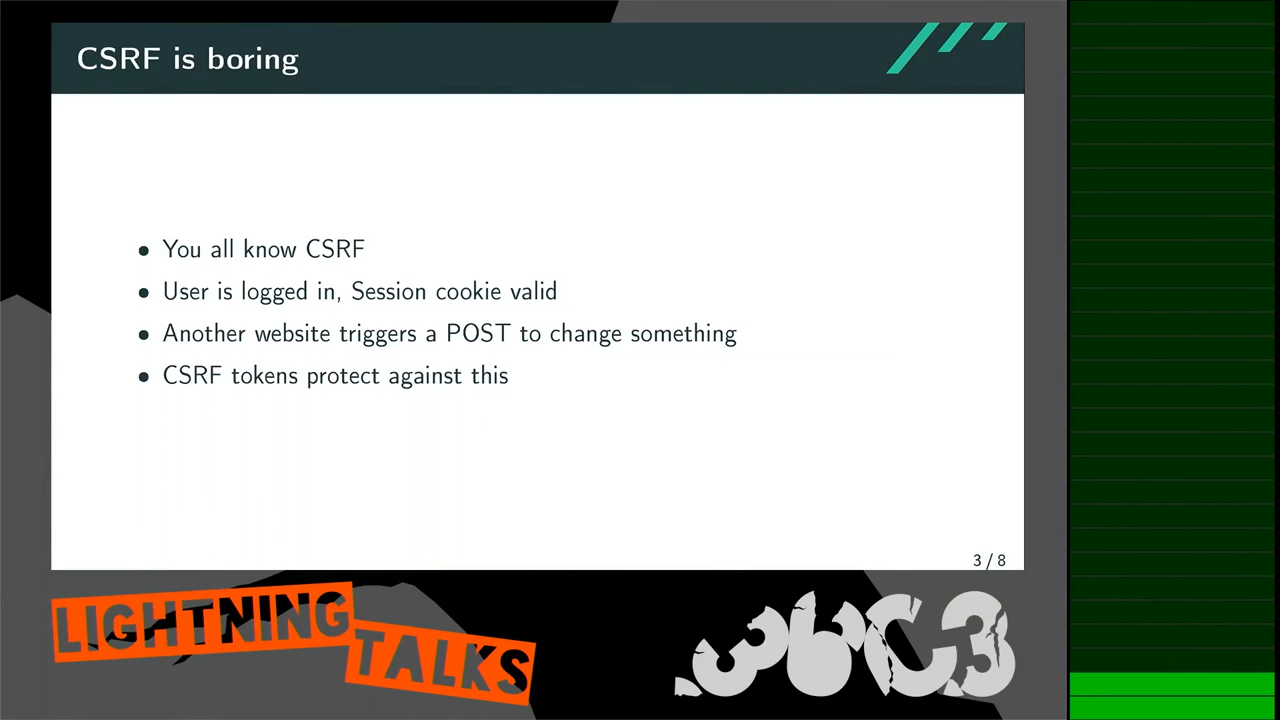 CSRF is boring
• You all know CSRF
• User is logged in, Session cookie valid
• Another website triggers a POST to change something
• CSRF tokens protect against this
3 / 8
LIGHTNING
TALKS
36C3